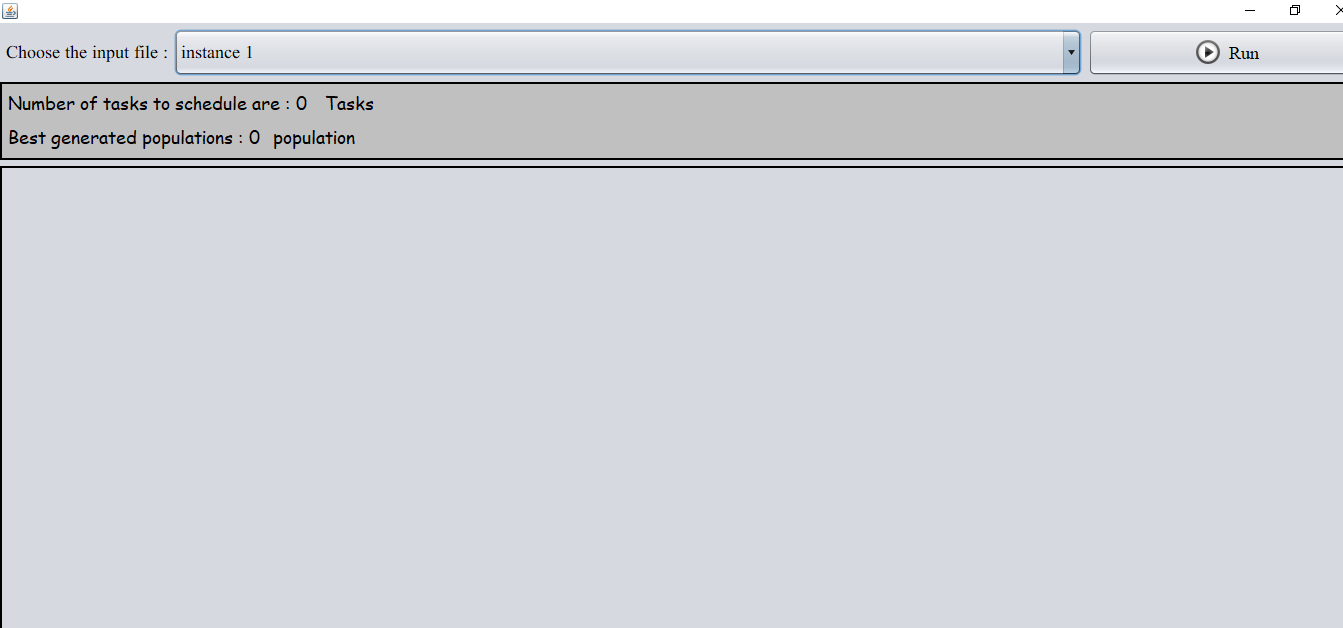 Choose the input file : instance 1 Run
Number of tasks to schedule are : 0 Tasks
Best generated populations : 0 population